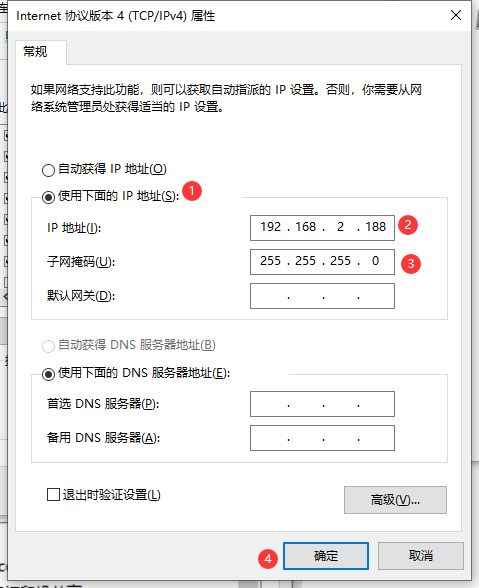 Internet 协议版本 4 (TCP/IPv4) 属性
常规
如果网络支持此功能，则可以获取自动指派的 IP 设置。否则，你需要从网
络系统管理员处获得适当的 IP 设置。
自动获得 IP 地址(O)
使用下面的 IP 地址(S): 1
IP 地址(I): 192 . 168 . 2 . 188 2
子网掩码(U): 255 . 255 . 255 . 0 3
默认网关(D): . . .
自动获得 DNS 服务器地址(B)
使用下面的 DNS 服务器地址(E):
首选 DNS 服务器(P): . . .
备用 DNS 服务器(A): . . .
退出时验证设置(L)
高级(V)...
4 确定 取消